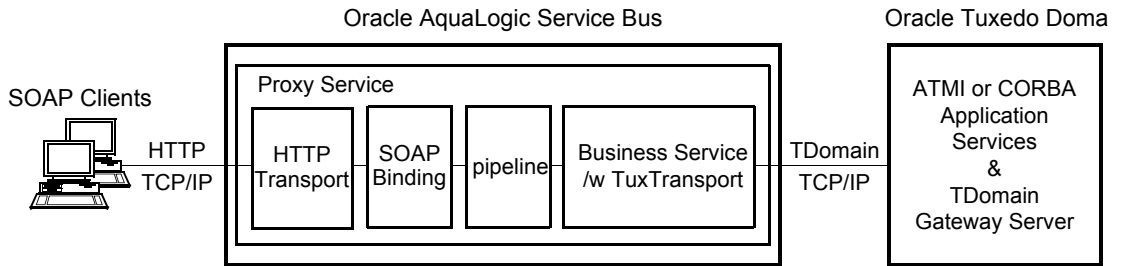 Oracle AquaLogic Service Bus
Oracle Tuxedo Doma
SOAP Clients
HTTP
TCP/IP
Proxy Service
HTTP
Transport
SOAP
Binding
pipeline
Business Service
/w TuxTransport
TDomain
TCP/IP
ATMI or CORBA
Application
Services
&
TDomain
Gateway Server